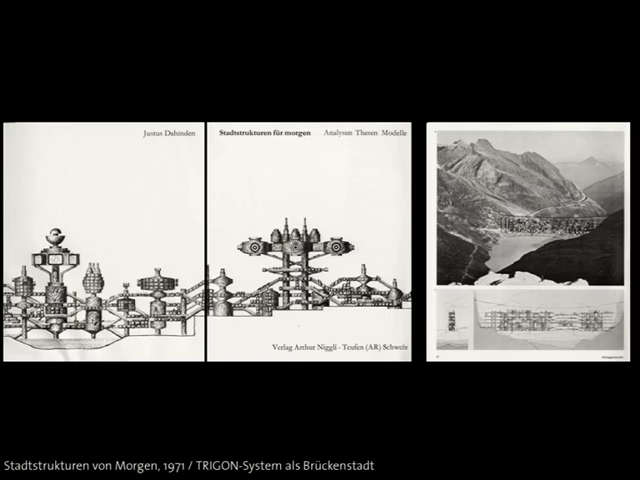 Justus Dahinden
Stadtstrukturen für morgen Analysen Thesen Modelle
Verlag Arthur Niggli - Teufen (AR) Schweiz
Stadtstrukturen von Morgen, 1971 / TRIGON-System als Brückenstadt